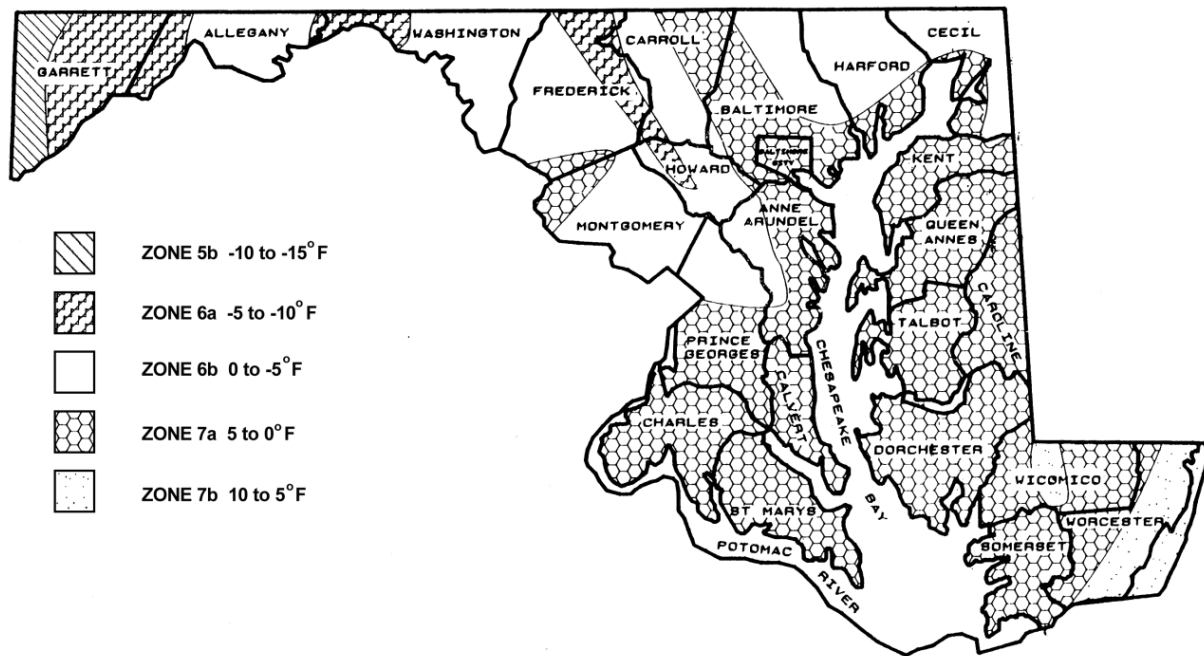 ALLEGANY
WASHINGTON
CARROLL
CECIL
GARRETT
HARFORD
FREDERICK
BALTIMORE
BALTIMORE
CITY
KENT
HOWARD
ANNE
ARUNDEL
MONTGOMERY
QUEEN
ANNES
ZONE 5b -10 to -15°F
ZONE 6a -5 to -10°F
ZONE 6b 0 to -5°F
ZONE 7a 5 to 0°F
ZONE 7b 10 to 5°F
CAROLINE
TALBOT
PRINCE
GEORGES
CHESAPEAKE
BAY
CALVERT
CHARLES
DORCHESTER
WICOMICO
ST MARYS
WORCESTER
SOMERSET
POTOMAC
RIVER